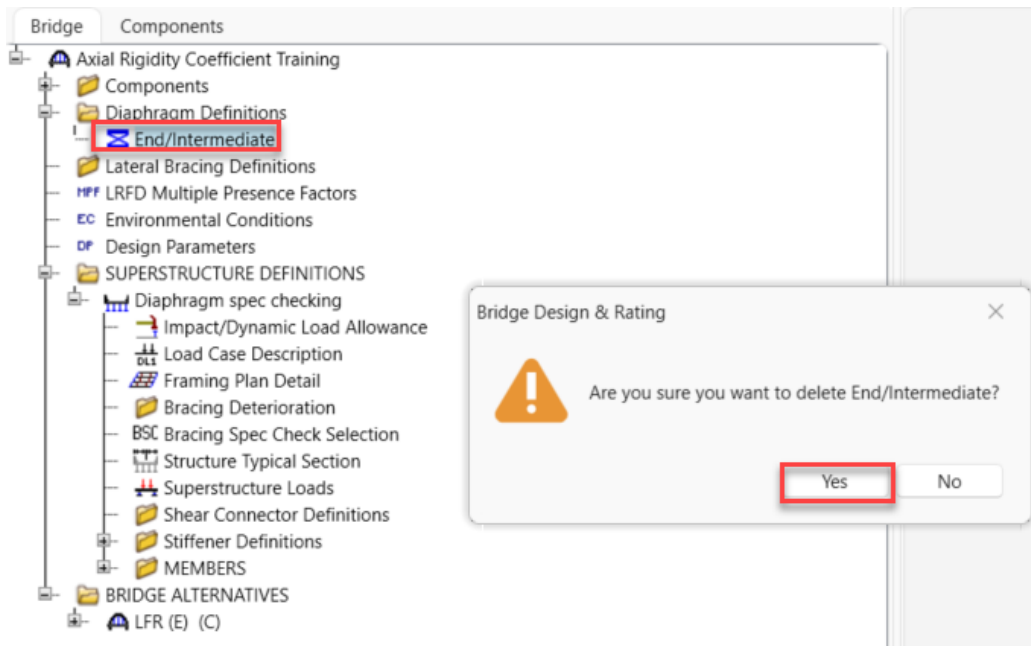 Bridge Components
Axial Rigidity Coefficient Training
Components
Diaphragm Definitions
End/Intermediate
Lateral Bracing Definitions
MPF LRFD Multiple Presence Factors
EC Environmental Conditions
DP Design Parameters
SUPERSTRUCTURE DEFINITIONS
Diaphragm spec checking
Impact/Dynamic Load Allowance
DL1 Load Case Description
Framing Plan Detail
Bracing Deterioration
BSC Bracing Spec Check Selection
Structure Typical Section
Superstructure Loads
Shear Connector Definitions
Stiffener Definitions
MEMBERS
BRIDGE ALTERNATIVES
LFR (E) (C)
Bridge Design & Rating
Are you sure you want to delete End/Intermediate?
Yes No